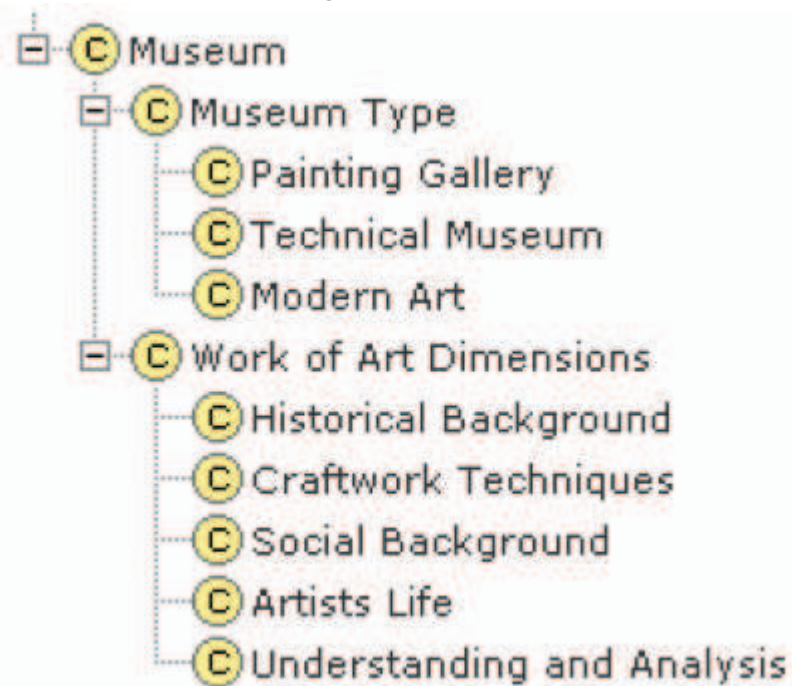 C Museum
C Museum Type
C Painting Gallery
C Technical Museum
C Modern Art
C Work of Art Dimensions
C Historical Background
C Craftwork Techniques
C Social Background
C Artists Life
C Understanding and Analysis